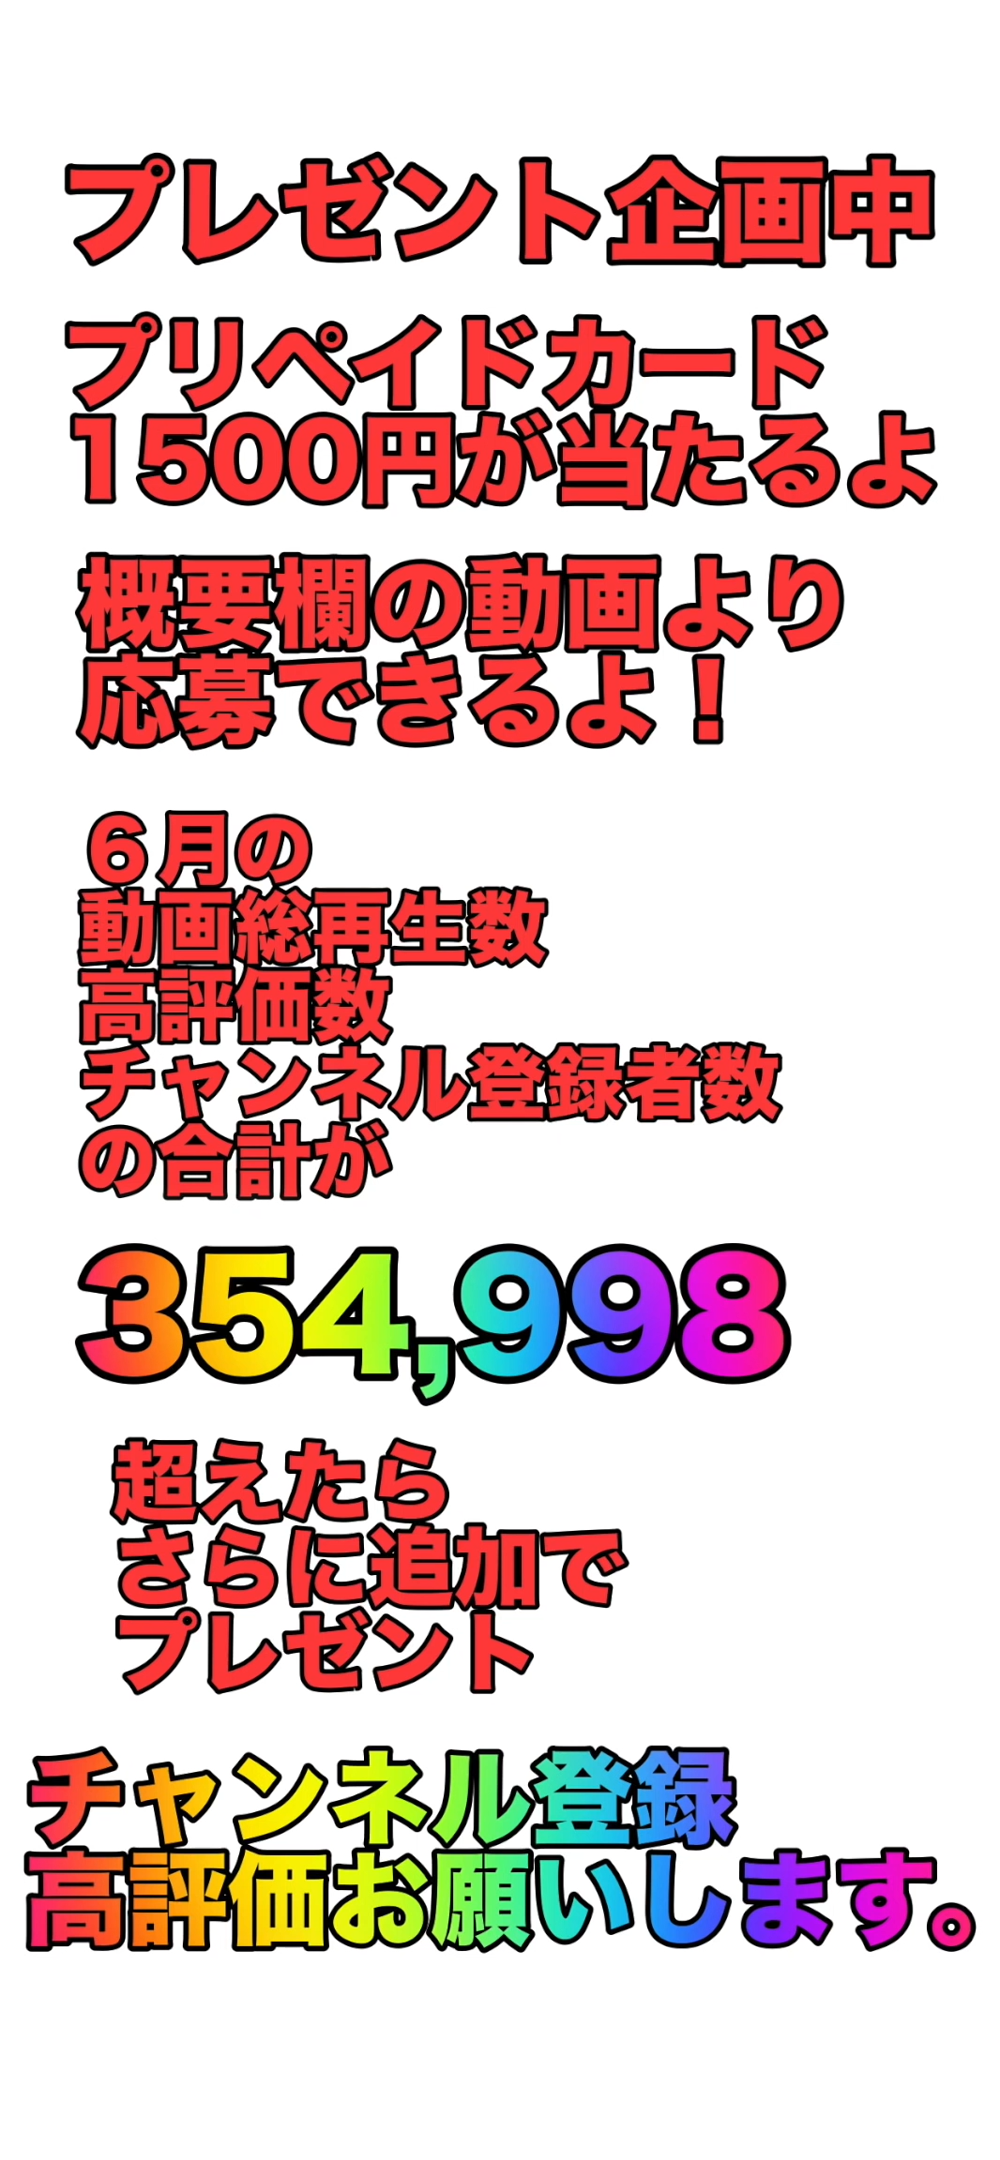 プレゼント企画中
プリペイドカード
1500円が当たるよ
概要欄の動画より
応募できるよ！
６月の
動画総再生数
高評価数
チャンネル登録者数
の合計が
354,998
超えたら
さらに追加で
プレゼント
チャンネル登録
高評価お願いします。